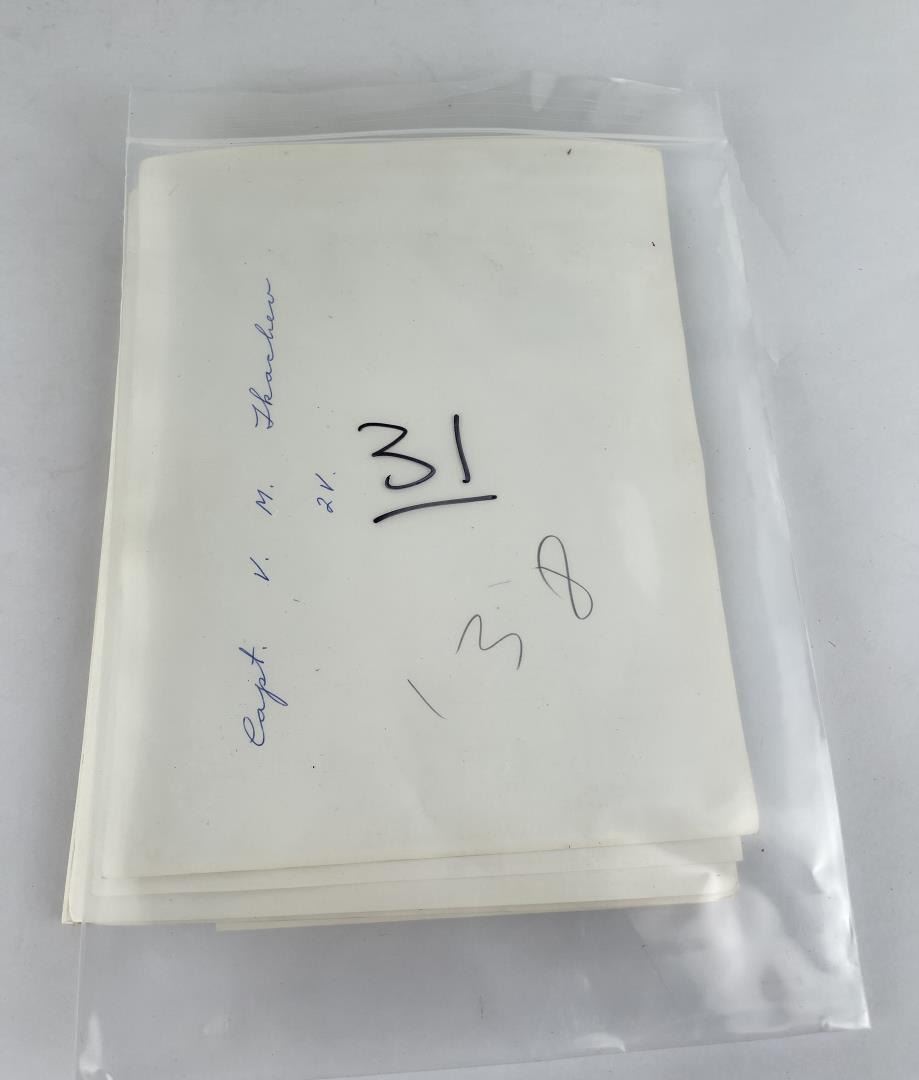 Capt. V. M. Tkachev
2V.
31
138